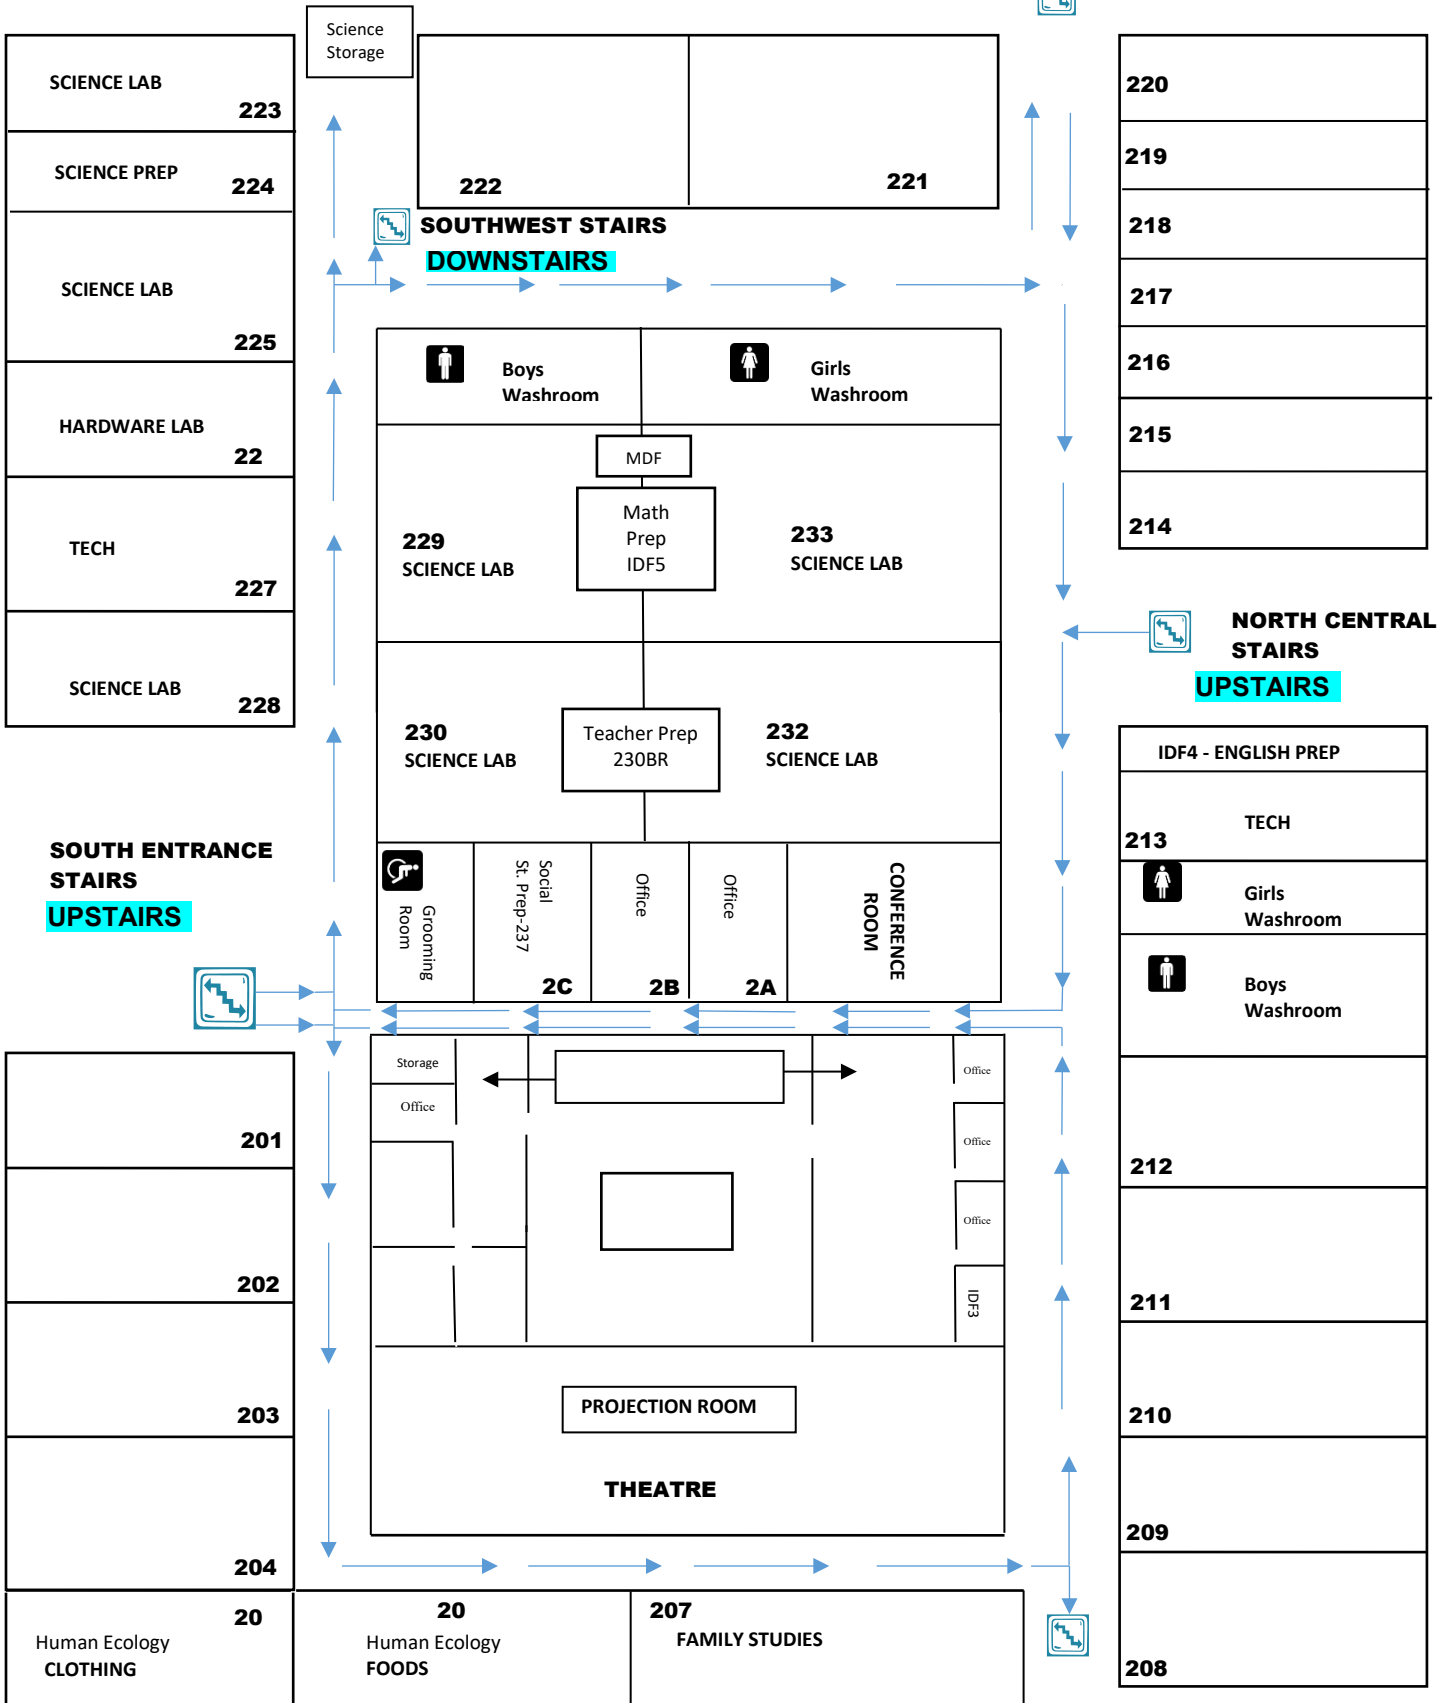 Science
Storage
SCIENCE LAB
223
SCIENCE PREP
224
222
221
220
219
218
217
216
215
214
SOUTHWEST STAIRS
DOWNSTAIRS
SCIENCE LAB
225
Boys
Washroom
Girls
Washroom
HARDWARE LAB
22
MDF
Math
Prep
IDF5
229
SCIENCE LAB
233
SCIENCE LAB
TECH
227
NORTH CENTRAL
STAIRS
UPSTAIRS
SCIENCE LAB
228
230
SCIENCE LAB
Teacher Prep
230BR
232
SCIENCE LAB
IDF4 - ENGLISH PREP
TECH
213
Girls
Washroom
Boys
Washroom
SOUTH ENTRANCE
STAIRS
UPSTAIRS
Grooming
Room
Social
St. Prep-237
2C
Office
2B
Office
2A
CONFERENCE
ROOM
Storage
Office
Office
Office
Office
IDF3
201
202
203
204
212
211
210
209
208
PROJECTION ROOM
THEATRE
20
Human Ecology
CLOTHING
20
Human Ecology
FOODS
207
FAMILY STUDIES